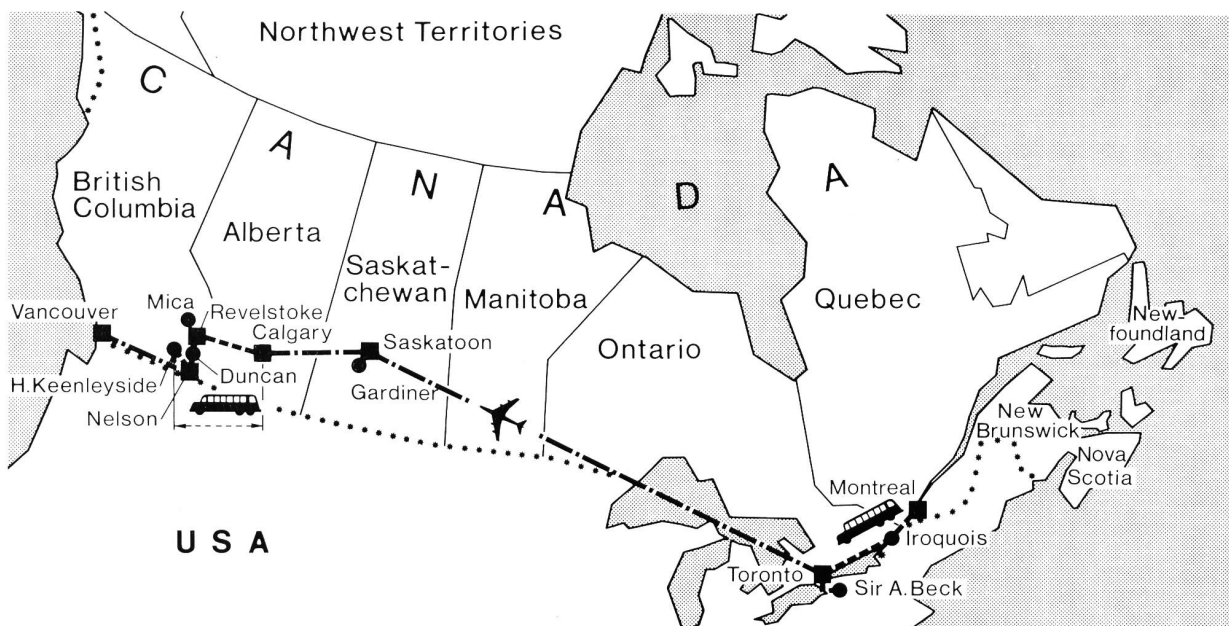 Northwest Territories
C A N A D A
British
Columbia
Alberta
Saskat-
chewan
Manitoba
Ontario
Quebec
New-
foundland
Vancouver
Mica
Revelstoke
Calgary
Saskatoon
H.Keenleyside
Duncan
Gardiner
Nelson
New
Brunswick
Nova
Scotia
Montreal
Iroquois
Toronto
Sir A.Beck
USA